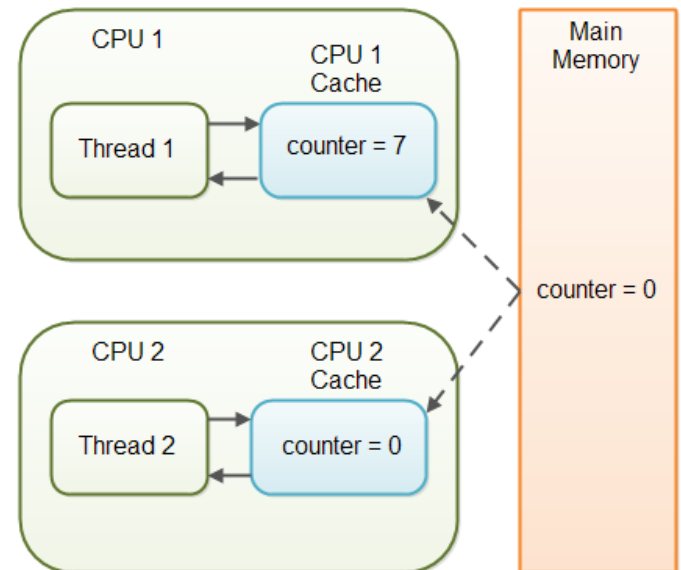 CPU 1
CPU 1
Cache
Thread 1
counter = 7
Main
Memory
counter = 0
CPU 2
CPU 2
Cache
Thread 2
counter = 0